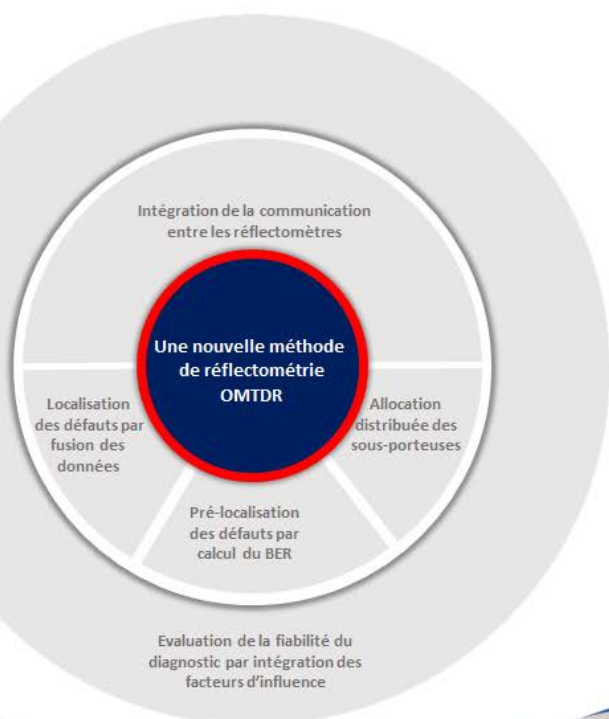 Intégration de la communication
entre les réflectomètres
Une nouvelle méthode
de réflectométrie
OMTDR
Localisation
des défauts par
fusion des
données
Allocation
distribuée des
sous-porteuses
Pré-localisation
des défauts par
calcul du BER
Evaluation de la fiabilité du
diagnostic par intégration des
facteurs d'influence